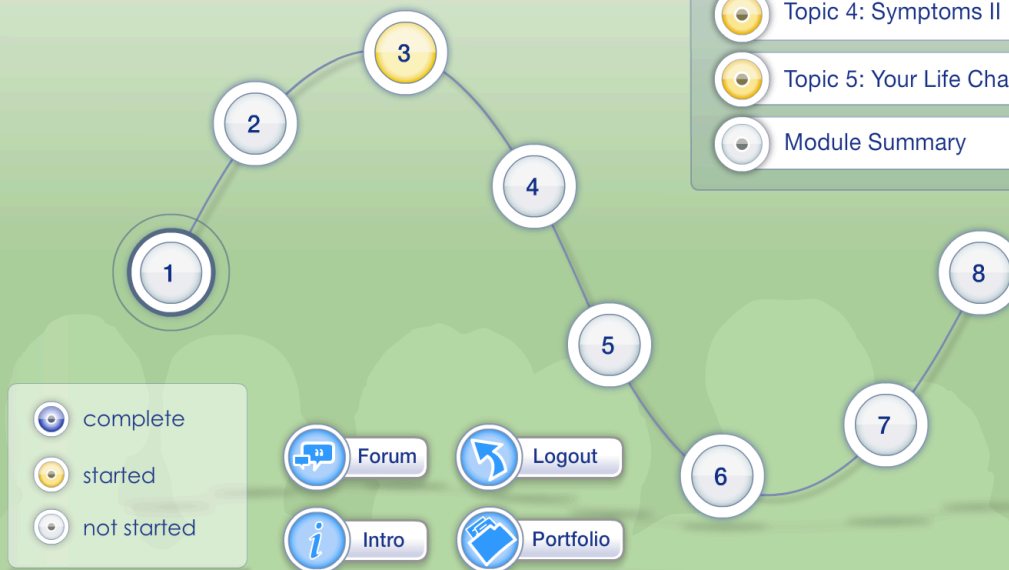 Topic 4: Symptoms II
Topic 5: Your Life Cha
Module Summary
3
2
4
1
8
5
7
6
complete
started
not started
Forum
Logout
Intro
Portfolio